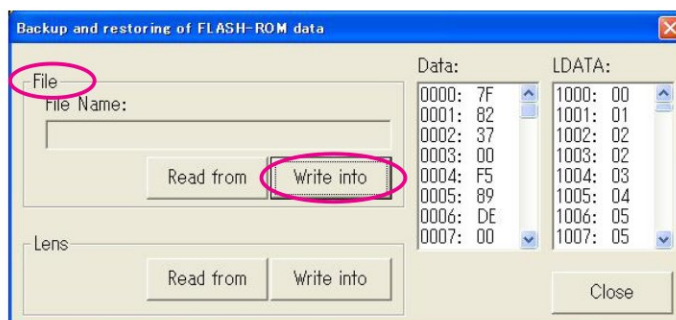 Backup and restoring of FLASH-ROM data
File
File Name:
Read from Write into
Lens
Read from Write into
Data:
0000: 7F
0001: 82
0002: 37
0003: 00
0004: F5
0005: 89
0006: DE
0007: 00
LDATA:
1000: 00
1001: 01
1002: 02
1003: 02
1004: 03
1005: 04
1006: 05
1007: 05
Close